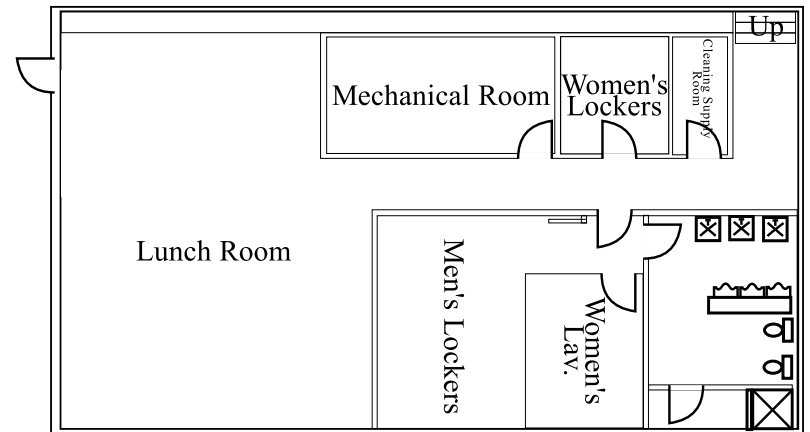 Up
Mechanical Room
Women's
Lockers
Cleaning Supply
Room
Lunch Room
Men's Lockers
Women's
Lav.